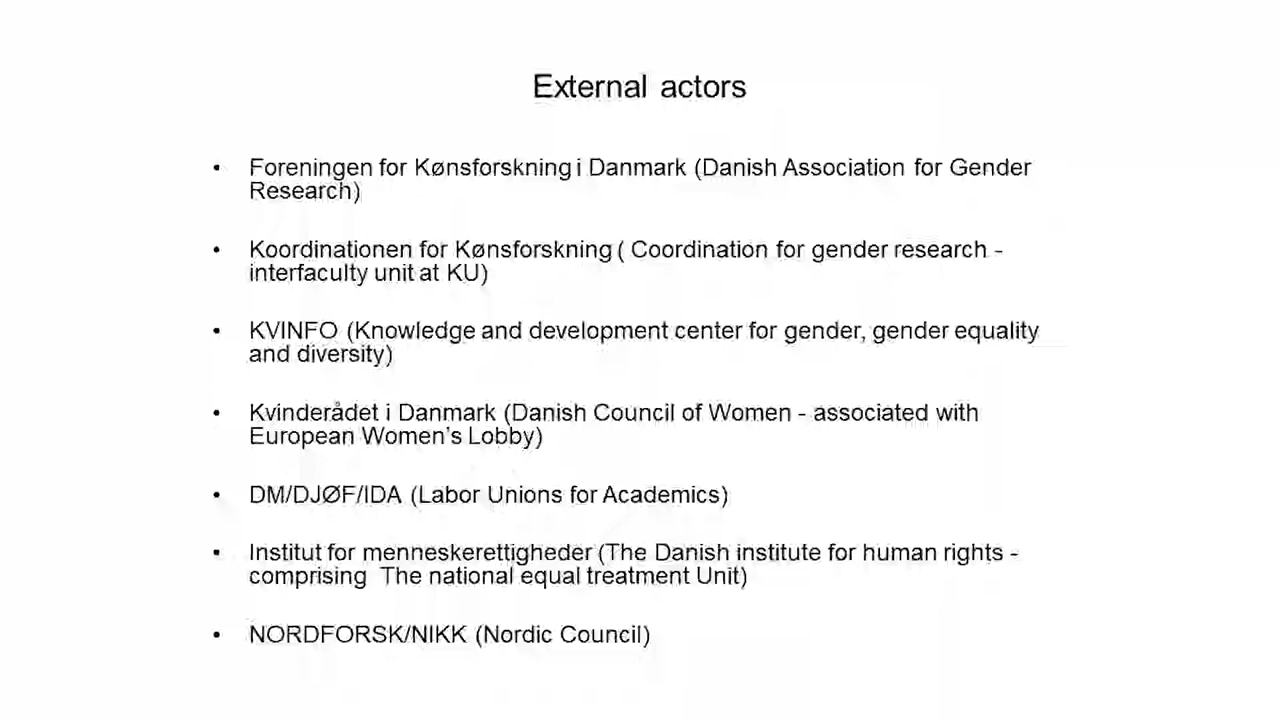 External actors
• Foreningen for Kønsforskning i Danmark (Danish Association for Gender
Research)
• Koordinationen for Kønsforskning ( Coordination for gender research -
interfaculty unit at KU)
• KVINFO (Knowledge and development center for gender, gender equality
and diversity)
• Kvinderådet i Danmark (Danish Council of Women - associated with
European Women's Lobby)
• DM/DJØF/IDA (Labor Unions for Academics)
• Institut for menneskerettigheder (The Danish institute for human rights -
comprising The national equal treatment Unit)
• NORDFORSK/NIKK (Nordic Council)